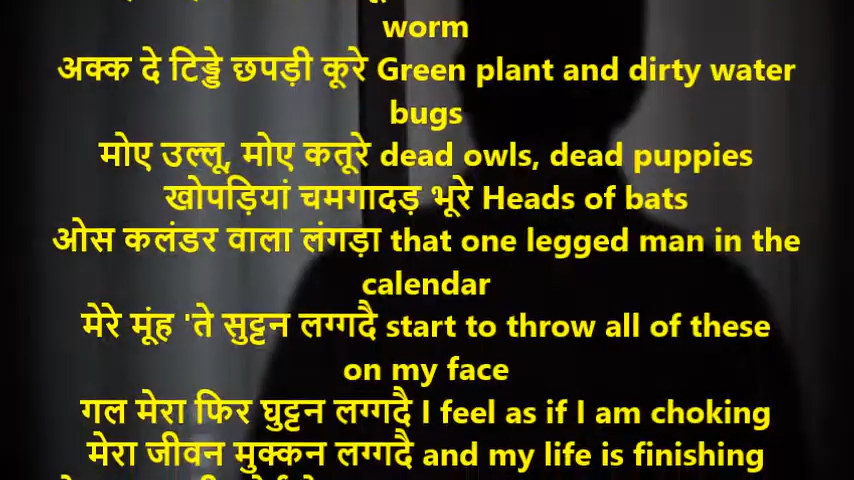 worm
अक्क दे टिड्डे छपड़ी कूरे Green plant and dirty water
bugs
मोए उल्लू, मोए कतूरे dead owls, dead puppies
खोपड़ियां चमगादड़ भूरे Heads of bats
ओस कलंडर वाला लंगड़ा that one legged man in the
calendar
मेरे मूंह 'ते सुट्टन लग्गदै start to throw all of these
on my face
गल मेरा फिर घुट्टन लग्गदै I feel as if I am choking
मेरा जीवन मुक्कन लग्गदै and my life is finishing